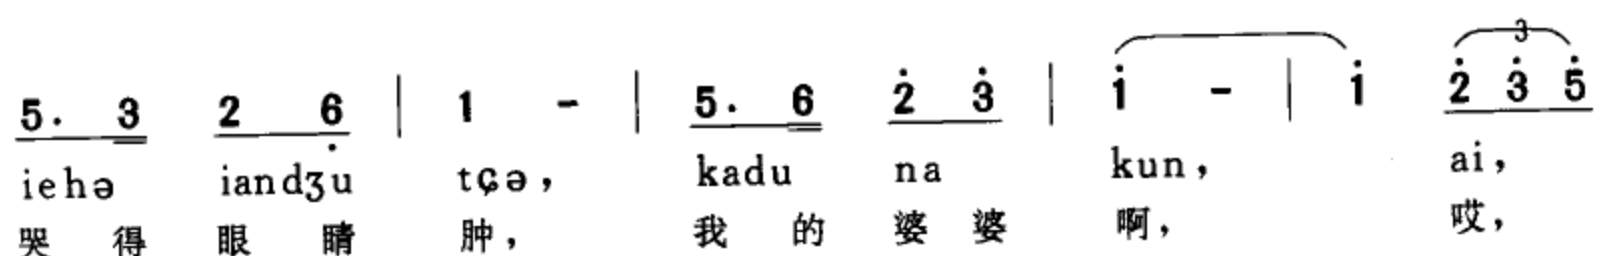 3
5. 3 2 6 | 1 - | 5. 6 2 3 | 1 - | 1 2 3 5
iehə iandʒu tɕə, kadu na kun, ai,
哭 得 眼 睛 肿, 我 的 婆 婆 啊, 哎,